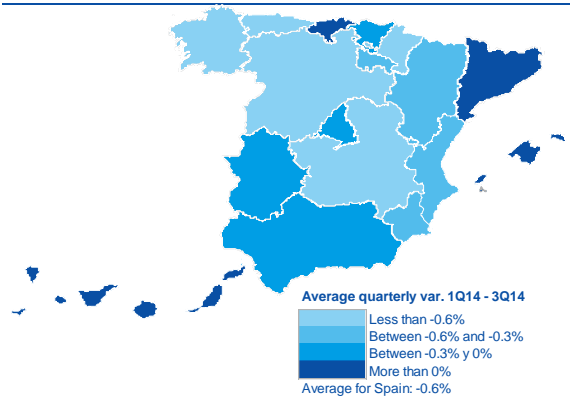 Average quarterly var. 1Q14 - 3Q14
Less than -0.6%
Between -0.6% and -0.3%
Between -0.3% y 0%
More than 0%
Average for Spain: -0.6%